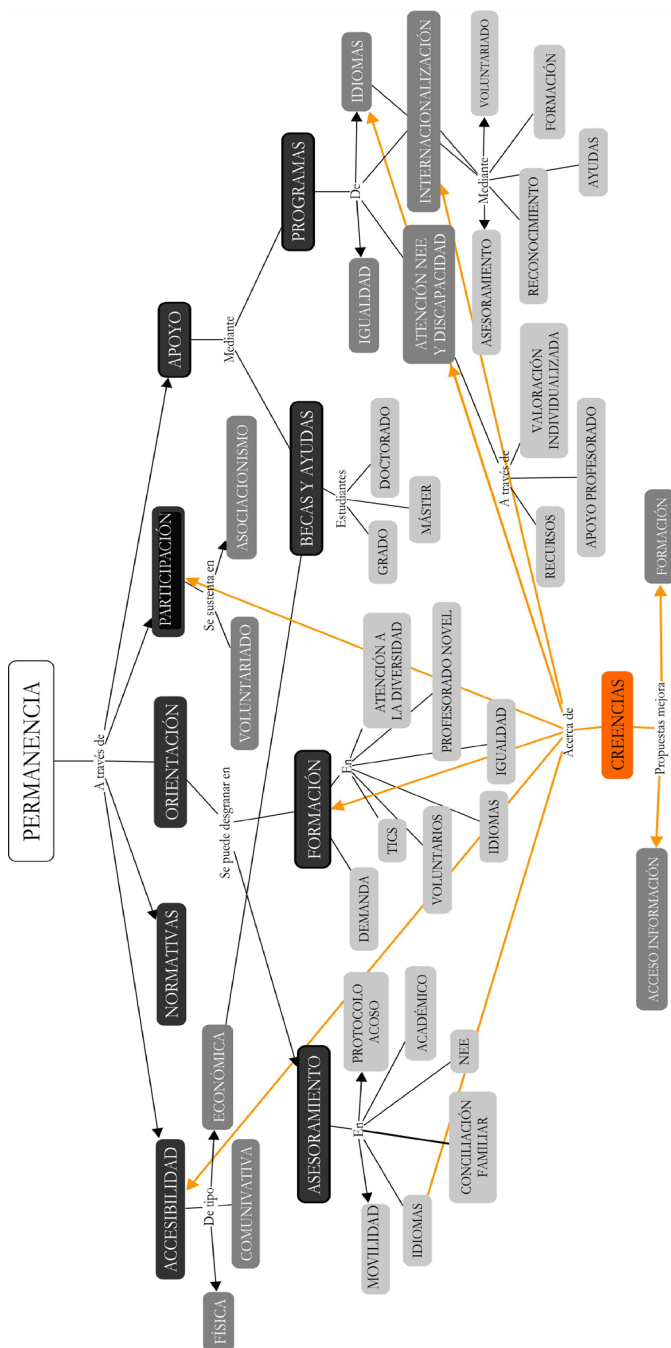 PERMANENCIA
A través de
ACCESIBILIDAD
NORMATIVAS
ORIENTACIÓN
PARTICIPACIÓN
APOYO
De tipo
FÍSICA
COMUNIVATIVA
ECONÓMICA
Se puede desgranar en
Se sustenta en
VOLUNTARIADO
ASOCIACIONISMO
Mediante
ASESORAMIENTO
FORMACIÓN
BECAS Y AYUDAS
PROGRAMAS
En
MOVILIDAD
IDIOMAS
CONCILIACIÓN
FAMILIAR
NEE
ACADÉMICO
PROTOCOLO
ACOSO
DEMANDA
En
TICS
VOLUNTARIOS
IDIOMAS
IGUALDAD
PROFESORADO NOVEL
ATENCIÓN A
LA DIVERSIDAD
Estudiantes
GRADO
MÁSTER
DOCTORADO
De
IGUALDAD
ATENCIÓN NEE
Y DISCAPACIDAD
INTERNACIONALIZACIÓN
IDIOMAS
A través de
RECURSOS
APOYO PROFESORADO
VALORACIÓN
INDIVIDUALIZADA
Mediante
ASESORAMIENTO
RECONOCIMIENTO
AYUDAS
FORMACIÓN
VOLUNTARIADO
Acerca de
CREENCIAS
Propuestas mejora
ACCESO INFORMACIÓN
FORMACIÓN